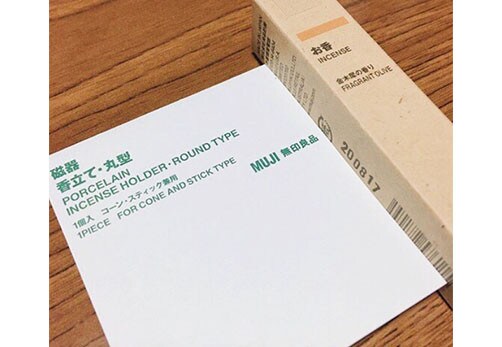 磁器
香立て・丸型
PORCELAIN
INCENSE HOLDER・ROUND TYPE
1個入 コーン・スティック兼用
1PIECE FOR CONE AND STICK TYPE
MUJI 無印良品
お香
INCENSE
金木犀の香り
FRAGRANT OLIVE
200817